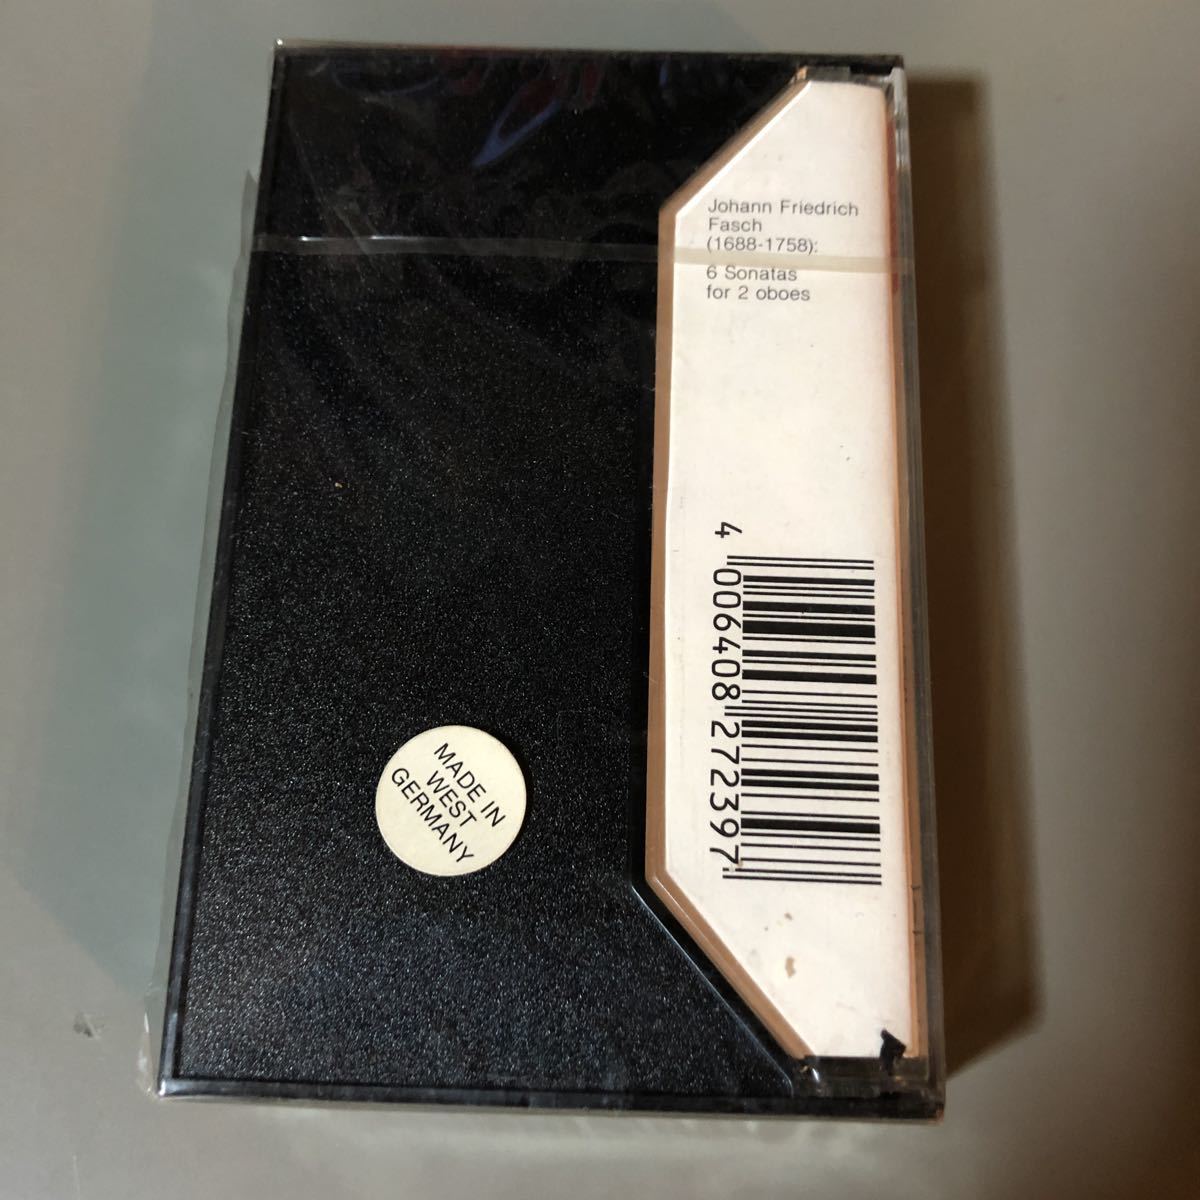 Johann Friedrich
Fasch
(1688-1758):
6 Sonatas
for 2 oboes
4 006408 272397
MADE IN
WEST
GERMANY